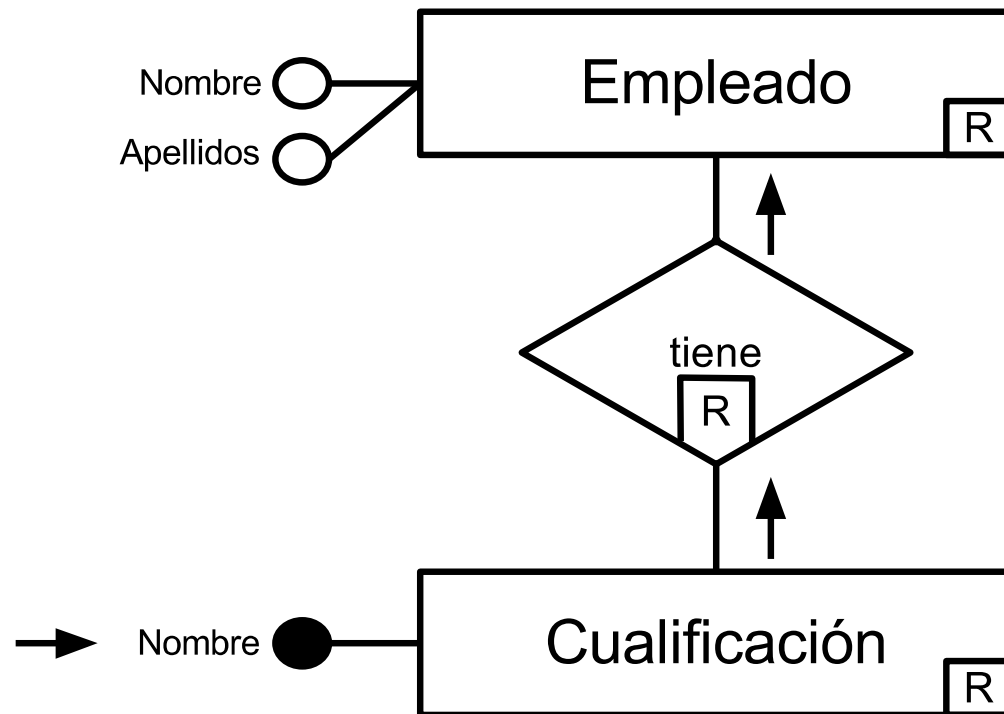 Nombre
Empleado
Apellidos
R
tiene
R
Nombre
Cualificación
R